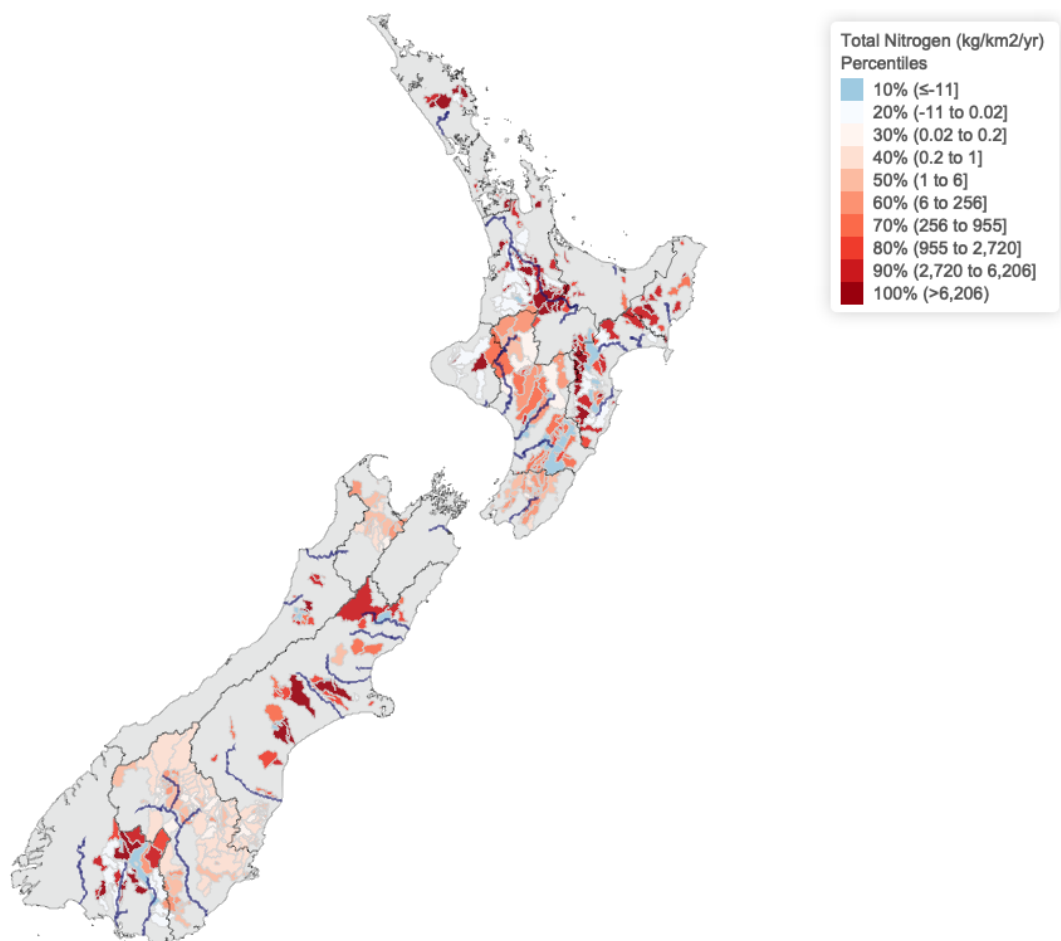 Total Nitrogen (kg/km2/yr)
Percentiles
10% (≤-11]
20% (-11 to 0.02]
30% (0.02 to 0.2]
40% (0.2 to 1]
50% (1 to 6]
60% (6 to 256]
70% (256 to 955]
80% (955 to 2,720]
90% (2,720 to 6,206]
100% (>6,206)